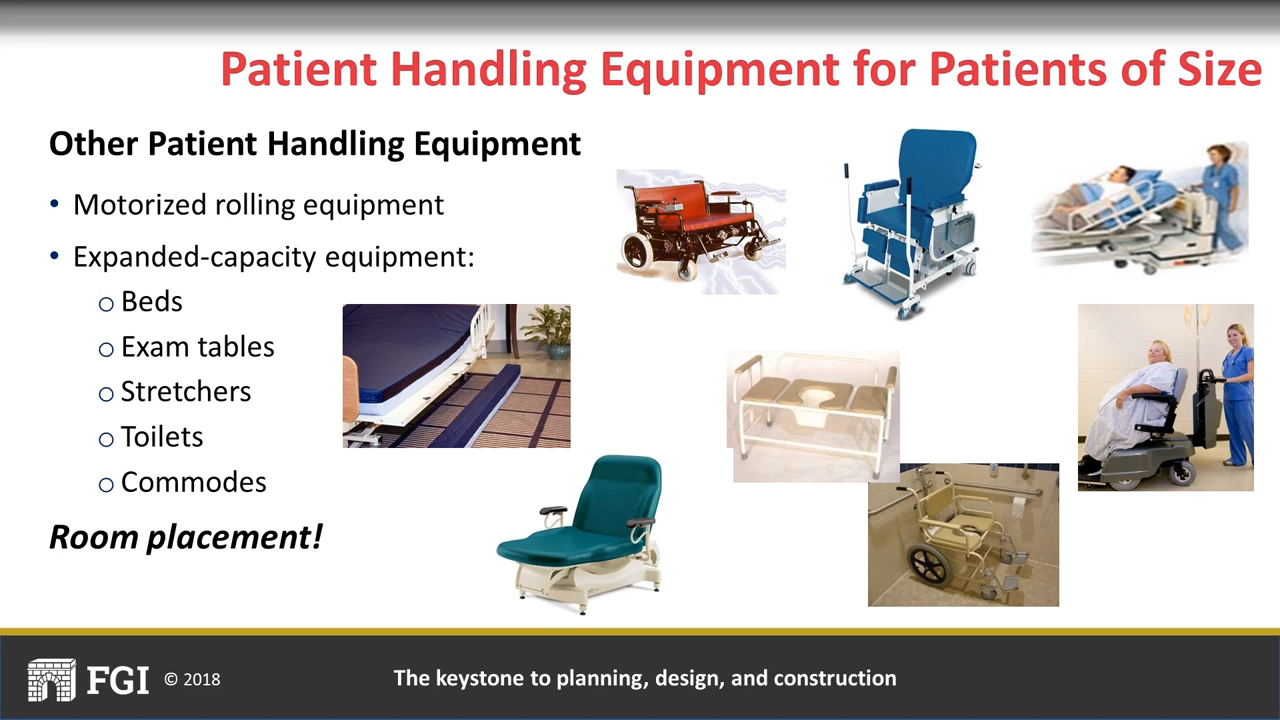 Patient Handling Equipment for Patients of Size
Other Patient Handling Equipment
• Motorized rolling equipment
• Expanded-capacity equipment:
o Beds
o Exam tables
o Stretchers
o Toilets
o Commodes
Room placement!
FGI © 2018
The keystone to planning, design, and construction